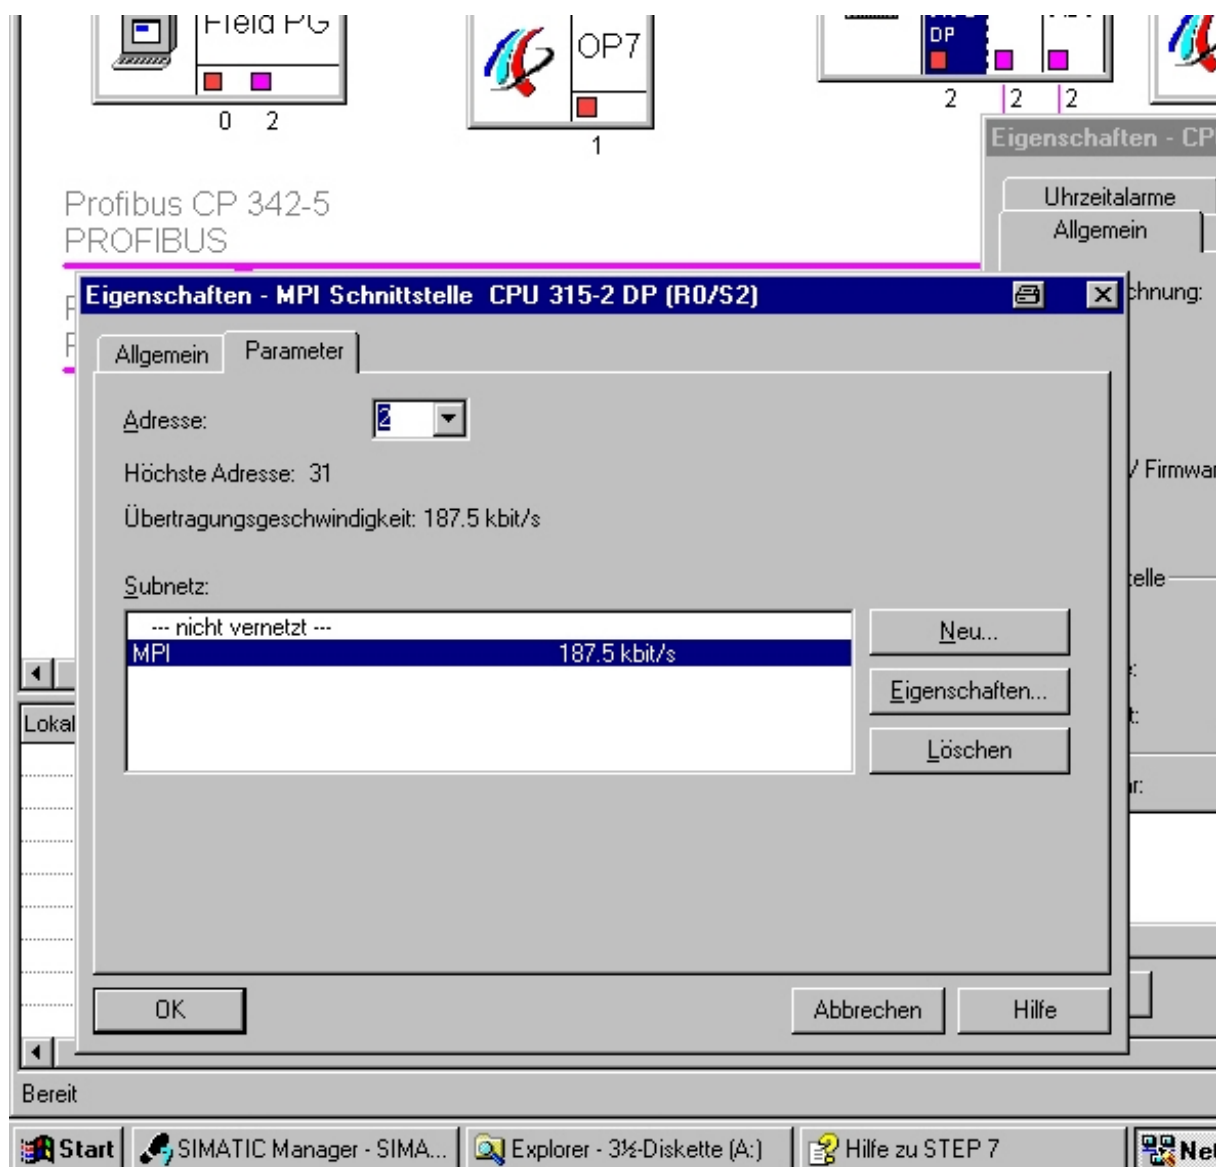 Field PG
OP7
DP
2
2
2
0
2
1
Eigenschaften - CP
Profibus CP 342-5
PROFIBUS
Uhrzeitalarme
Allgemein
Eigenschaften - MPI Schnittstelle CPU 315-2 DP (R0/S2)
chnung:
Allgemein
Parameter
Adresse:
2
Höchste Adresse: 31
/ Firmwar
Übertragungsgeschwindigkeit: 187.5 kbit/s
Subnetz:
telle
--- nicht vernetzt ---
MPI 187.5 kbit/s
Neu...
Eigenschaften...
Löschen
Lokal
OK
Abbrechen
Hilfe
Bereit
Start
SIMATIC Manager - SIMA...
Explorer - 3½-Diskette (A:)
Hilfe zu STEP 7
Net